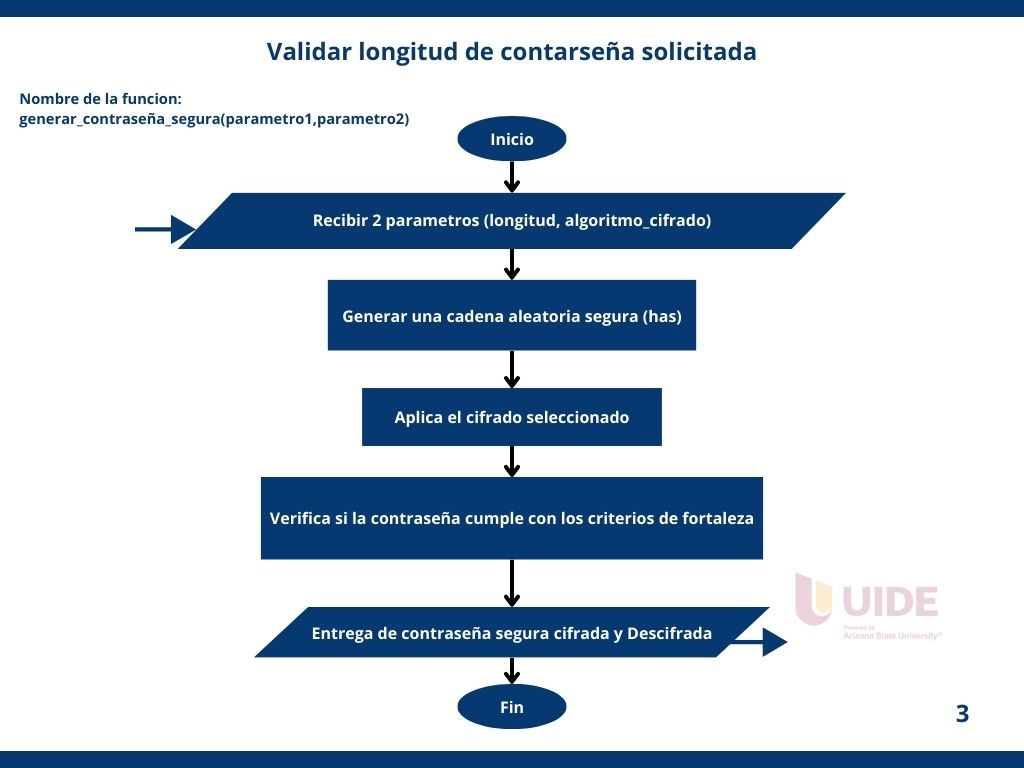 Validar longitud de contarseña solicitada
Nombre de la funcion:
generar_contraseña_segura(parametro1,parametro2)
Inicio
Recibir 2 parametros (longitud, algoritmo_cifrado)
Generar una cadena aleatoria segura (has)
Aplica el cifrado seleccionado
Verifica si la contraseña cumple con los criterios de fortaleza
Entrega de contraseña segura cifrada y Descifrada
Fin
UIDE
Powered by
Arizona State University®
3